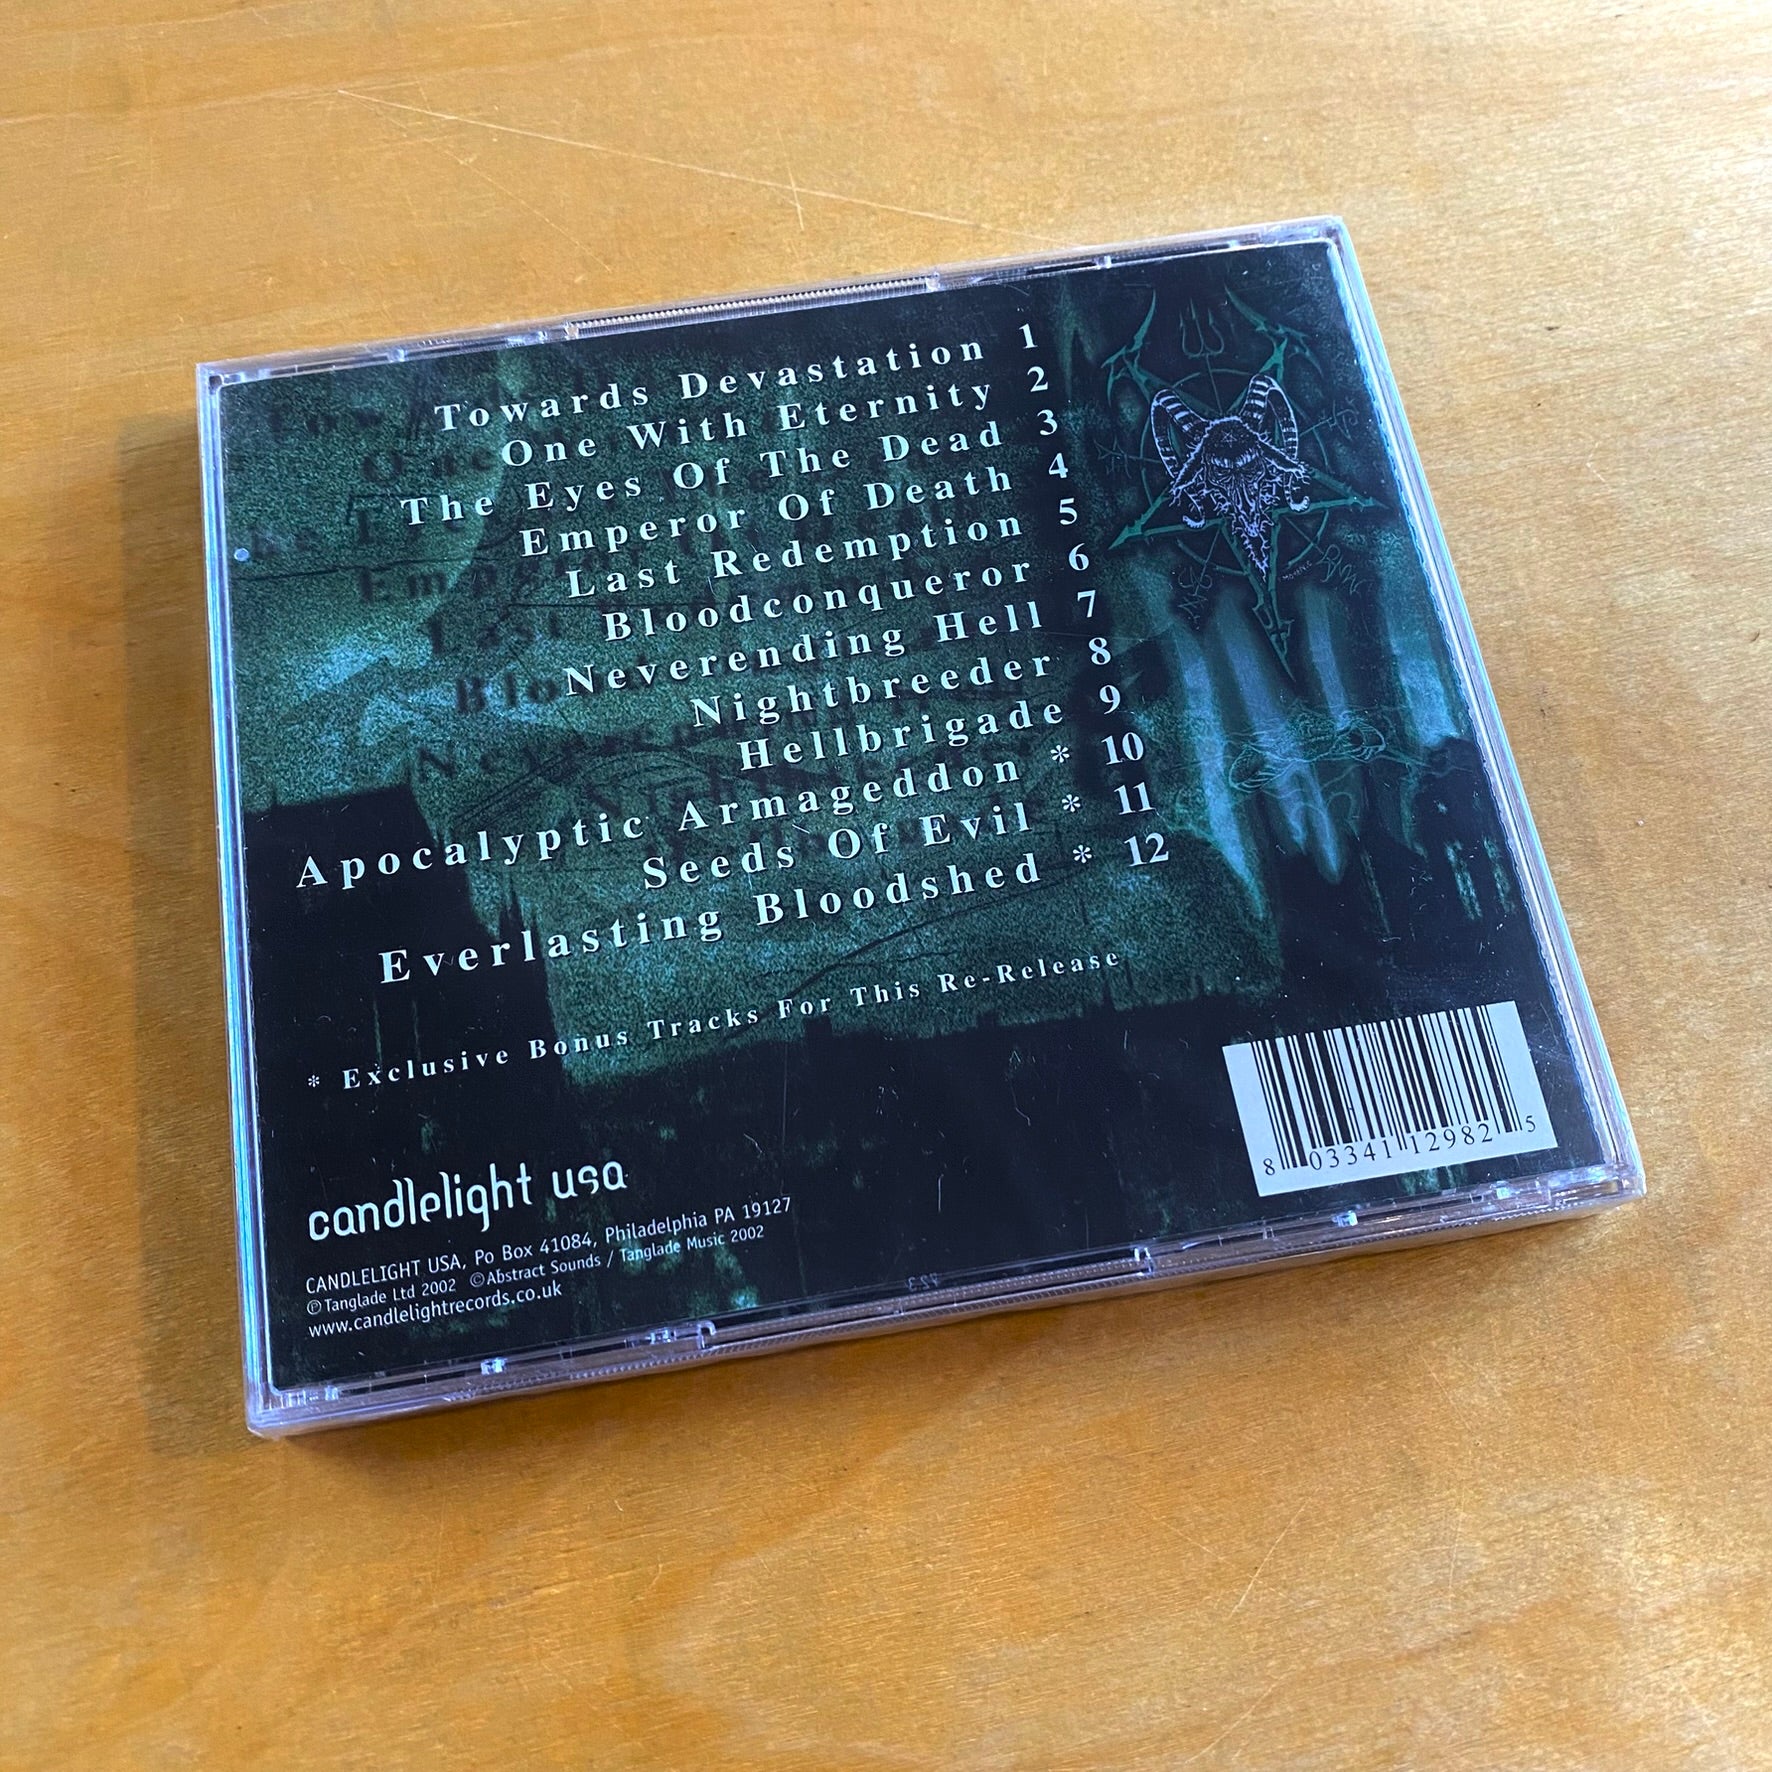 Towards Devastation 1
One With Eternity 2
The Eyes Of The Dead 3
Emperor Of Death 4
Last Redemption 5
Bloodconqueror 6
Neverending Hell 7
Nightbreeder 8
Hellbrigade 9
Apocalyptic Armageddon * 10
Seeds Of Evil * 11
Everlasting Bloodshed * 12
* Exclusive Bonus Tracks For This Re-Release
candlelight usa
CANDLELIGHT USA, Po Box 41084, Philadelphia PA 19127
℗Tanglade Ltd 2002 ©Abstract Sounds / Tanglade Music 2002
www.candlelightrecords.co.uk
8 03341 12982 5